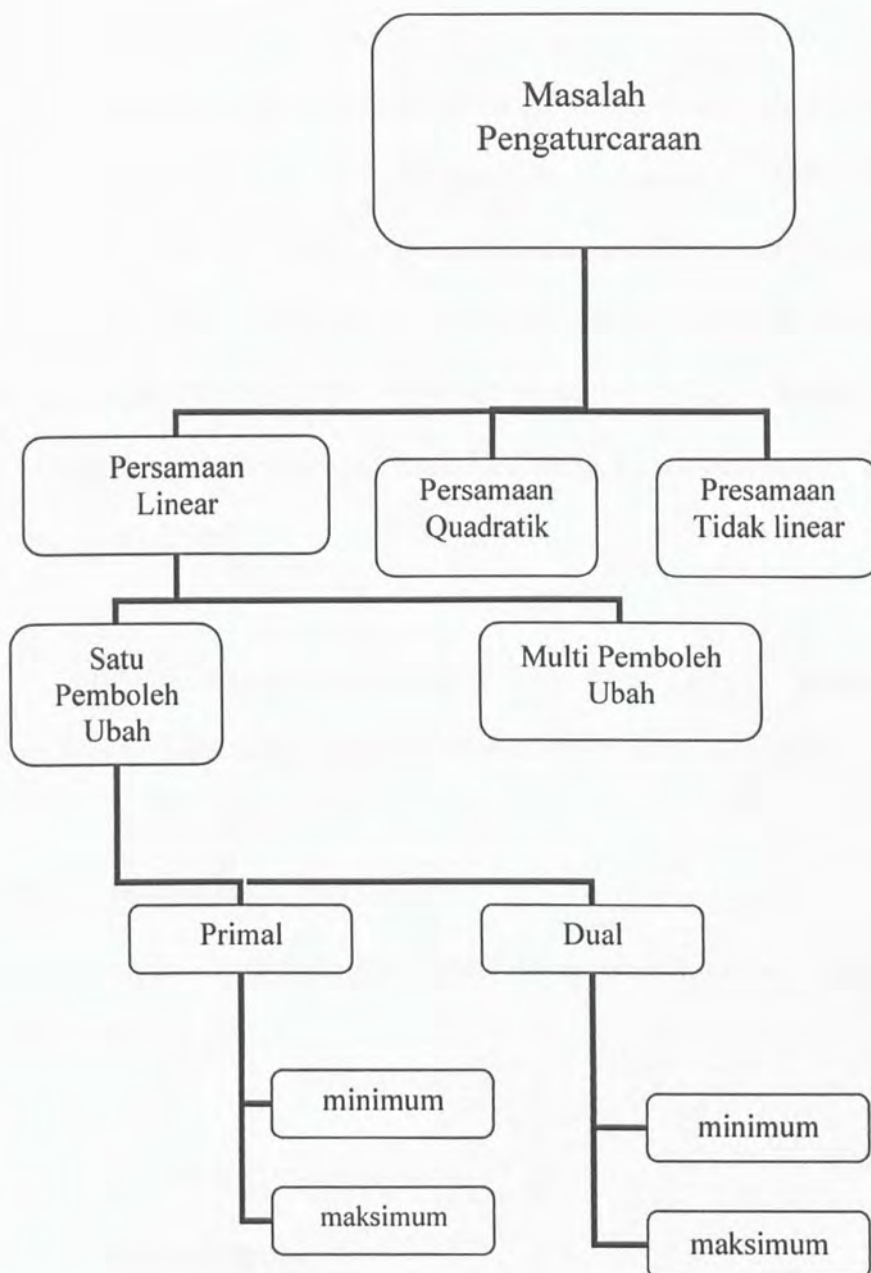 Masalah
Pengaturcaraan
Persamaan
Linear
Persamaan
Quadratik
Presamaan
Tidak linear
Satu
Pemboleh
Ubah
Multi Pemboleh
Ubah
Primal
Dual
minimum
maksimum
minimum
maksimum